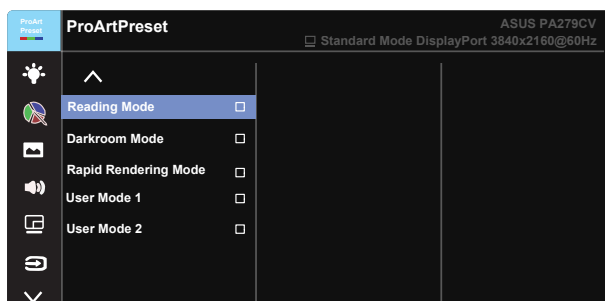 ProArt
Preset
ProArtPreset
ASUS PA279CV
Standard Mode DisplayPort 3840x2160@60Hz
Reading Mode
Darkroom Mode
Rapid Rendering Mode
User Mode 1
User Mode 2